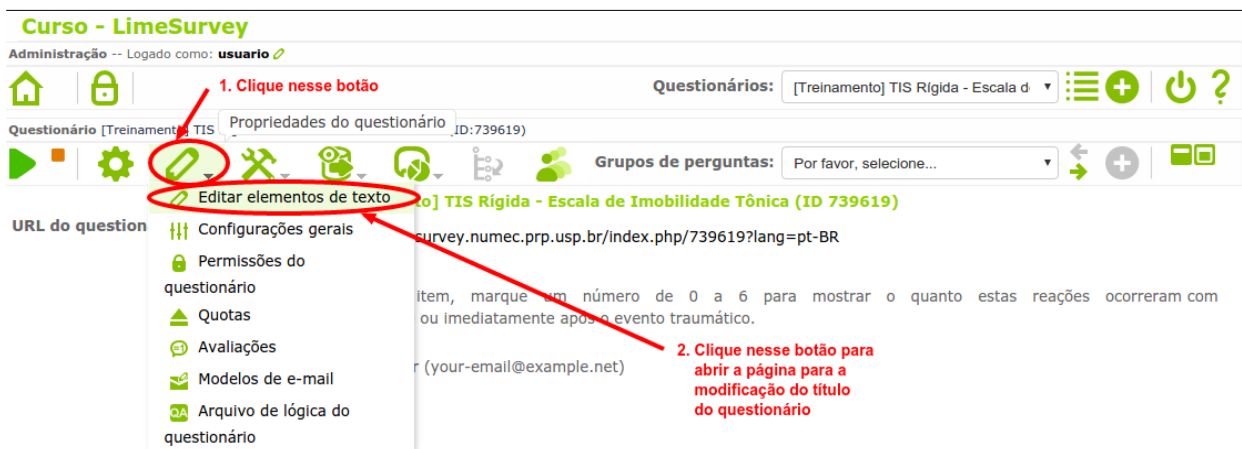 Curso - LimeSurvey
Administração -- Logado como: usuario
1. Clique nesse botão
Questionários:
[Treinamento] TIS Rígida - Escala d
Questionário [Treinamento] TIS
ID:739619)
Propriedades do questionário
Grupos de perguntas:
Por favor, selecione...
Editar elementos de texto
o] TIS Rígida - Escala de Imobilidade Tônica (ID 739619)
URL do question
Configurações gerais
survey.numec.prp.usp.br/index.php/739619?lang=pt-BR
Permissões do
questionário
item, marque um número de 0 a 6 para mostrar o quanto estas reações ocorreram com
Quotas
ou imediatamente após o evento traumático.
Avaliações
2. Clique nesse botão para
abrir a página para a
modificação do título
do questionário
r (your-email@example.net)
Modelos de e-mail
QA Arquivo de lógica do
questionário